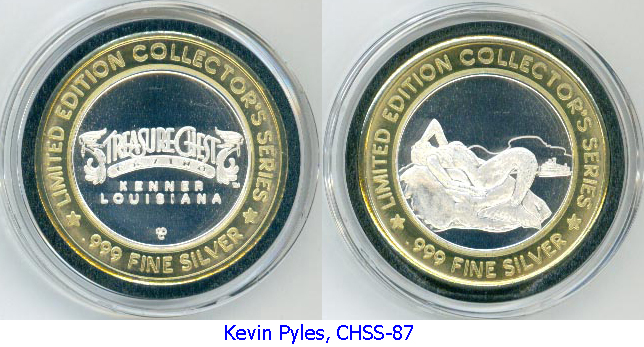 LIMITED EDITION COLLECTOR'S SERIES
TREASURE CHEST
CASINO
KENNER
LOUISIANA
.999 FINE SILVER
LIMITED EDITION COLLECTOR'S SERIES
.999 FINE SILVER
Kevin Pyles, CHSS-87